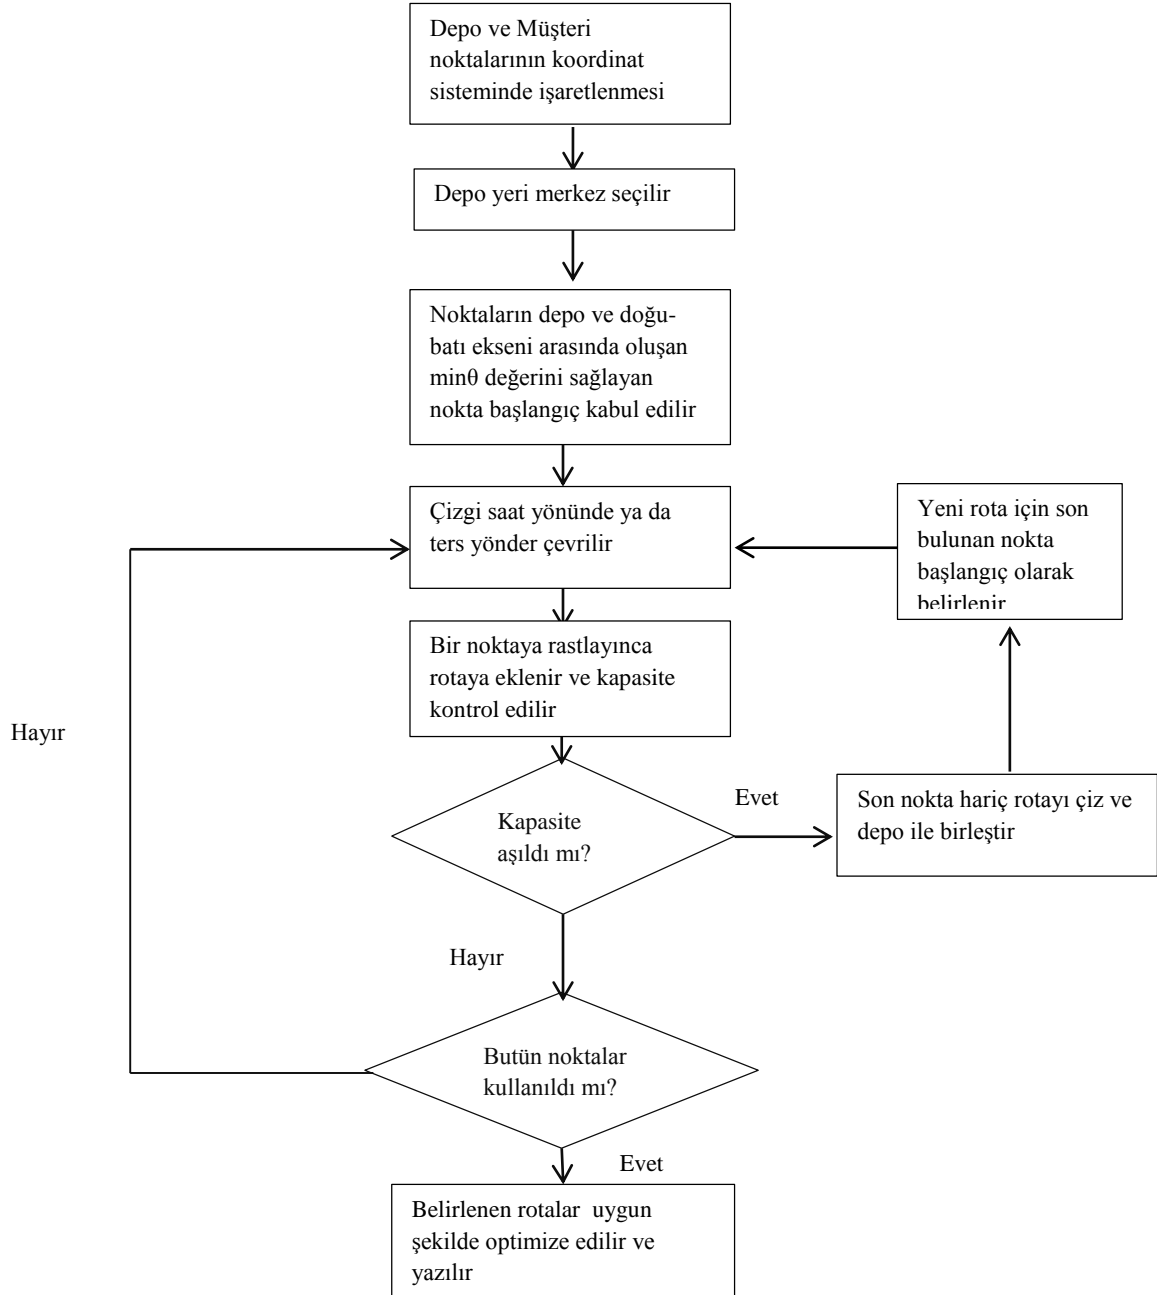 Depo ve Müşteri
noktalarının koordinat
sisteminde işaretlenmesi
Depo yeri merkez seçilir
Noktaların depo ve doğu-
batı ekseni arasında oluşan
minθ değerini sağlayan
nokta başlangıç kabul edilir
Çizgi saat yönünde ya da
ters yönder çevrilir
Yeni rota için son
bulunan nokta
başlangıç olarak
belirlenir
Bir noktaya rastlayınca
rotaya eklenir ve kapasite
kontrol edilir
Hayır
Kapasite
aşıldı mı?
Evet
Son nokta hariç rotayı çiz ve
depo ile birleştir
Hayır
Butün noktalar
kullanıldı mı?
Evet
Belirlenen rotalar  uygun
şekilde optimize edilir ve
yazılır